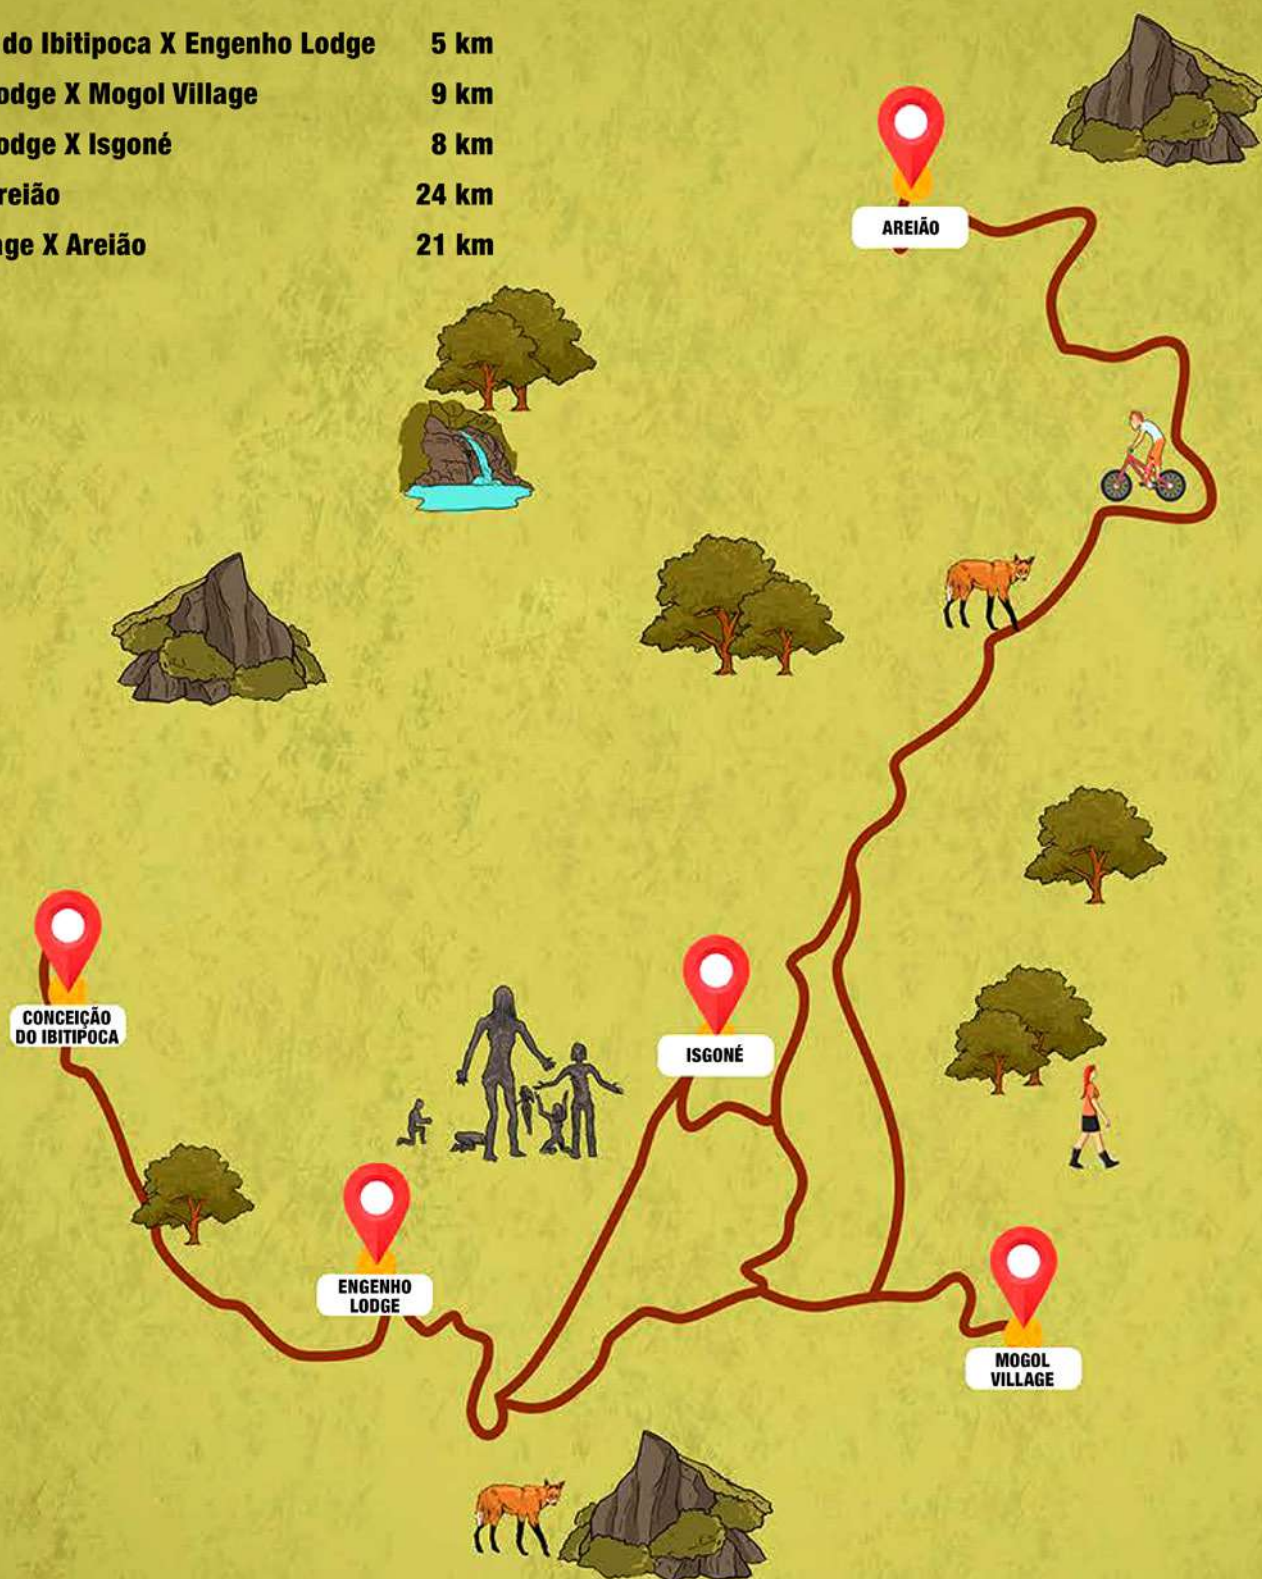 do Ibitipoca X Engenho Lodge 5 km
odge X Mogol Village 9 km
odge X Isgoné 8 km
reião 24 km
ge X Areião 21 km
AREIÃO
CONCEIÇÃO
DO IBITIPOCA
ISGONÉ
ENGENHO
LODGE
MOGOL
VILLAGE